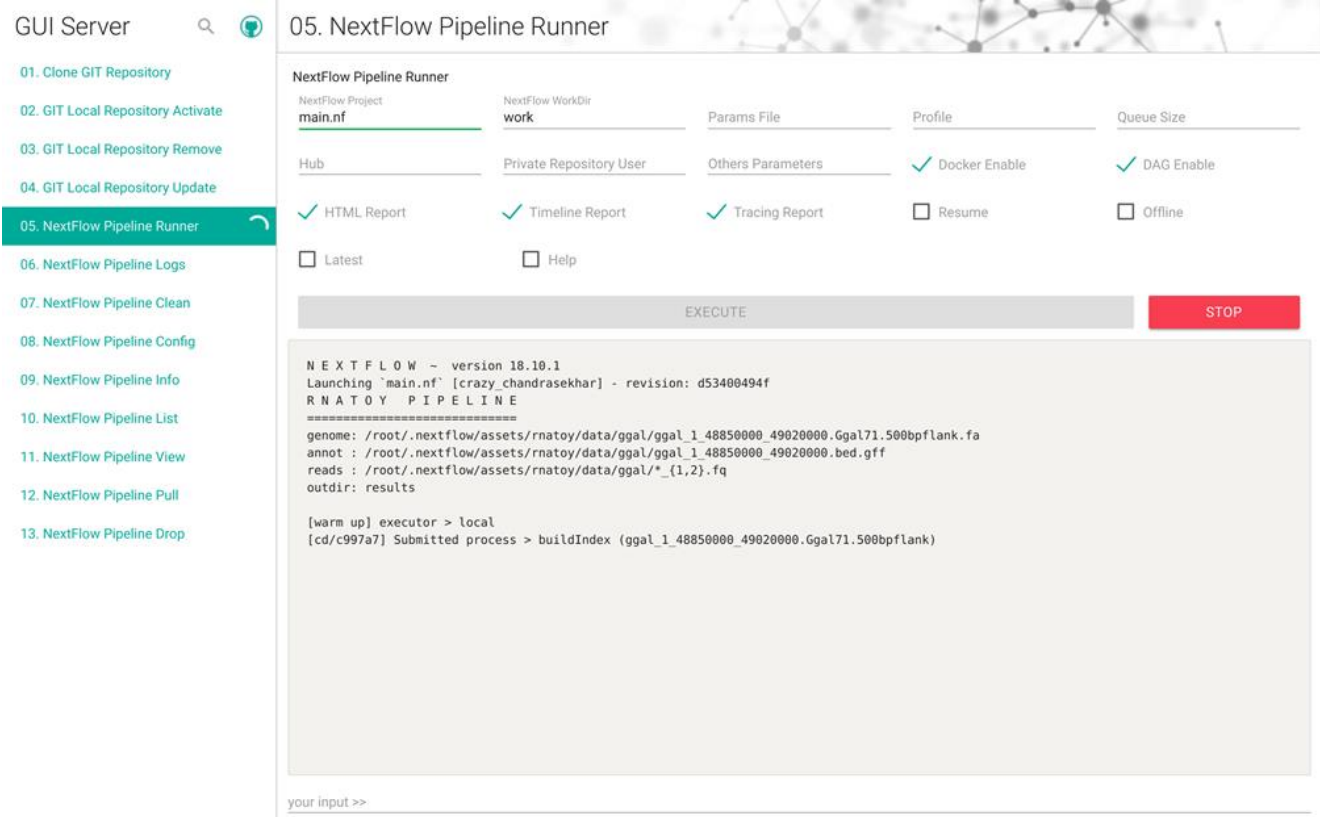 GUI Server
01. Clone GIT Repository
02. GIT Local Repository Activate
03. GIT Local Repository Remove
04. GIT Local Repository Update
05. NextFlow Pipeline Runner
06. NextFlow Pipeline Logs
07. NextFlow Pipeline Clean
08. NextFlow Pipeline Config
09. NextFlow Pipeline Info
10. NextFlow Pipeline List
11. NextFlow Pipeline View
12. NextFlow Pipeline Pull
13. NextFlow Pipeline Drop
05. NextFlow Pipeline Runner
NextFlow Pipeline Runner
NextFlow Project NextFlow WorkDir
main.nf work Params File Profile Queue Size
Hub Private Repository User Others Parameters Docker Enable DAG Enable
HTML Report Timeline Report Tracing Report Resume Offline
Latest Help
EXECUTE STOP
N E X T F L O W ~ version 18.10.1
Launching `main.nf` [crazy_chandrasekhar] - revision: d53400494f
R N A T O Y P I P E L I N E
=============================
genome: /root/.nextflow/assets/rnatoy/data/ggal/ggal_1_48850000_49020000.Ggal71.500bpflank.fa
annot : /root/.nextflow/assets/rnatoy/data/ggal/ggal_1_48850000_49020000.bed.gff
reads : /root/.nextflow/assets/rnatoy/data/ggal/*_{1,2}.fq
outdir: results
[warm up] executor > local
[cd/c997a7] Submitted process > buildIndex (ggal_1_48850000_49020000.Ggal71.500bpflank)
your input >>